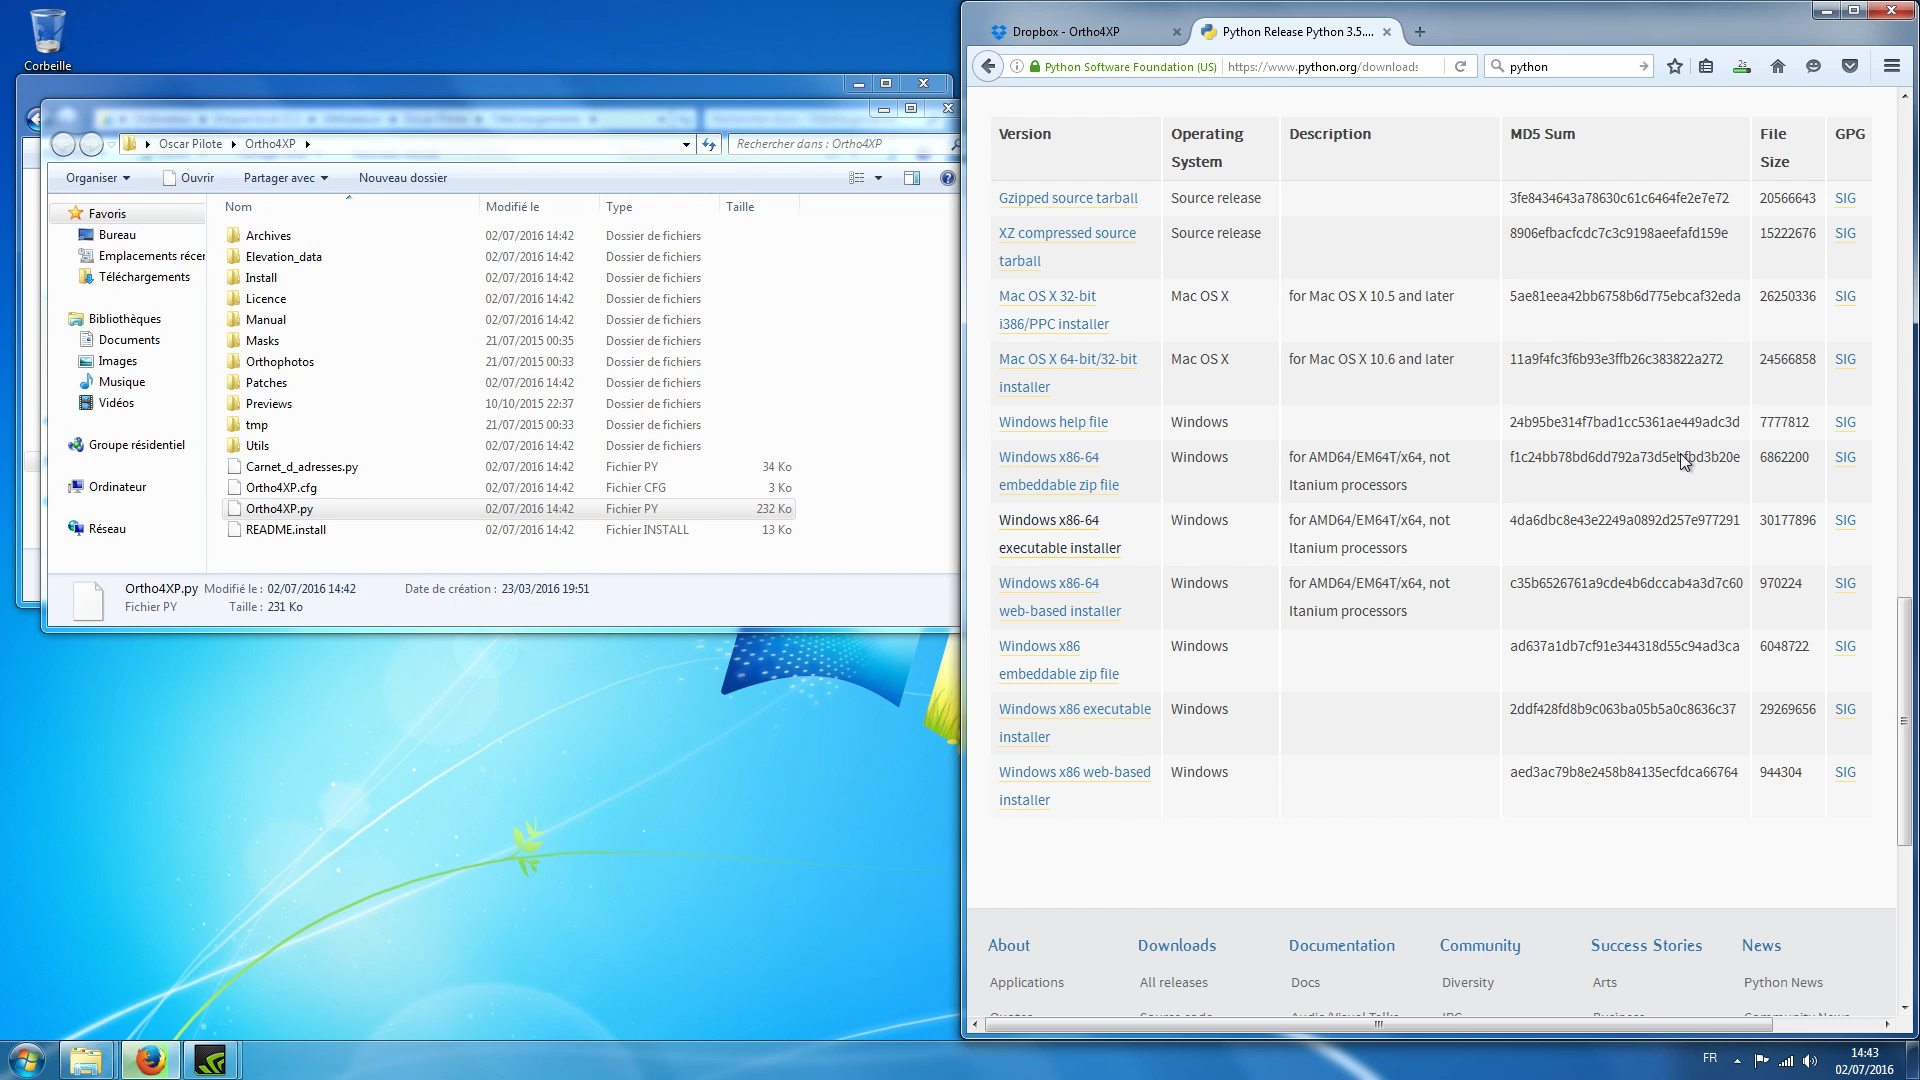 Corbeille
Oscar Pilote
Ortho4XP
Rechercher dans : Ortho4XP
Organiser
Ouvrir
Partager avec
Nouveau dossier
Nom
Modifié le
Type
Taille
Favoris
Bureau
Emplacements récer
Téléchargements
Bibliothèques
Documents
Images
Musique
Vidéos
Groupe résidentiel
Ordinateur
Réseau
Archives 02/07/2016 14:42 Dossier de fichiers
Elevation_data 02/07/2016 14:42 Dossier de fichiers
Install 02/07/2016 14:42 Dossier de fichiers
Licence 02/07/2016 14:42 Dossier de fichiers
Manual 02/07/2016 14:42 Dossier de fichiers
Masks 21/07/2015 00:35 Dossier de fichiers
Orthophotos 21/07/2015 00:33 Dossier de fichiers
Patches 02/07/2016 14:42 Dossier de fichiers
Previews 10/10/2015 22:37 Dossier de fichiers
tmp 21/07/2015 00:33 Dossier de fichiers
Utils 02/07/2016 14:42 Dossier de fichiers
Carnet_d_adresses.py 02/07/2016 14:42 Fichier PY 34 Ko
Ortho4XP.cfg 02/07/2016 14:42 Fichier CFG 3 Ko
Ortho4XP.py 02/07/2016 14:42 Fichier PY 232 Ko
README.install 02/07/2016 14:42 Fichier INSTALL 13 Ko
Ortho4XP.py Modifié le : 02/07/2016 14:42 Date de création : 23/03/2016 19:51
Fichier PY Taille : 231 Ko
Dropbox - Ortho4XP
Python Release Python 3.5....
Python Software Foundation (US)
https://www.python.org/downloads
python
2s
Version Operating Description MD5 Sum File GPG
System Size
Gzipped source tarball Source release 3fe8434643a78630c61c6464fe2e7e72 20566643 SIG
XZ compressed source Source release 8906efbacfcdc7c3c9198aeefafd159e 15222676 SIG
tarball
Mac OS X 32-bit Mac OS X for Mac OS X 10.5 and later 5ae81eea42bb6758b6d775ebcaf32eda 26250336 SIG
i386/PPC installer
Mac OS X 64-bit/32-bit Mac OS X for Mac OS X 10.6 and later 11a9f4fc3f6b93e3ffb26c383822a272 24566858 SIG
installer
Windows help file Windows 24b95be314f7bad1cc5361ae449adc3d 7777812 SIG
Windows x86-64 Windows for AMD64/EM64T/x64, not 6862200 SIG
embeddable zip file Itanium processors
Windows x86-64 Windows for AMD64/EM64T/x64, not 4da6dbc8e43e2249a0892d257e977291 30177896 SIG
executable installer Itanium processors
Windows x86-64 Windows for AMD64/EM64T/x64, not c35b6526761a9cde4b6dccab4a3d7c60 970224 SIG
web-based installer Itanium processors
Windows x86 Windows ad637a1db7cf91e344318d55c94ad3ca 6048722 SIG
embeddable zip file
Windows x86 executable Windows 2ddf428fd8b9c063ba05b5a0c8636c37 29269656 SIG
installer
Windows x86 web-based Windows aed3ac79b8e2458b84135ecfdca66764 944304 SIG
installer
About Downloads Documentation Community Success Stories News
Applications All releases Docs Diversity Arts Python News
FR
14:43
02/07/2016